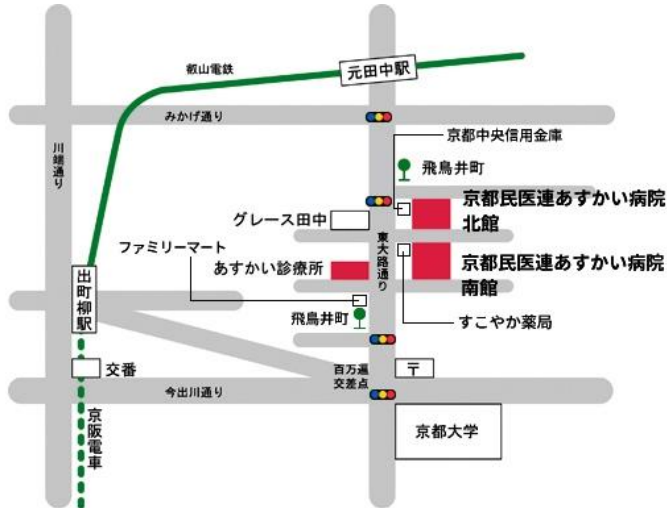 叡山電鉄
元田中駅
みかげ通り
京都中央信用金庫
川端通り
飛鳥井町
京都民医連あすかい病院
北館
グレース田中
東大路通り
ファミリーマート
あすかい診療所
京都民医連あすかい病院
南館
出町柳駅
飛鳥井町
すこやか薬局
交番
百万遍
交差点
〒
今出川通り
京阪電車
京都大学